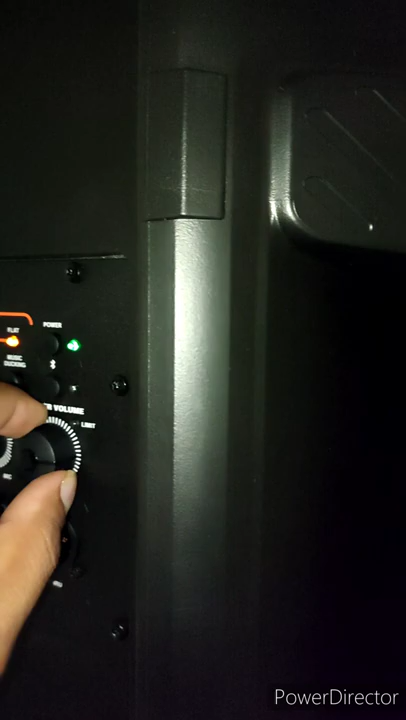 POWER
FLAT
MUSIC
DUCKING
VOLUME
LIMIT
PowerDirector